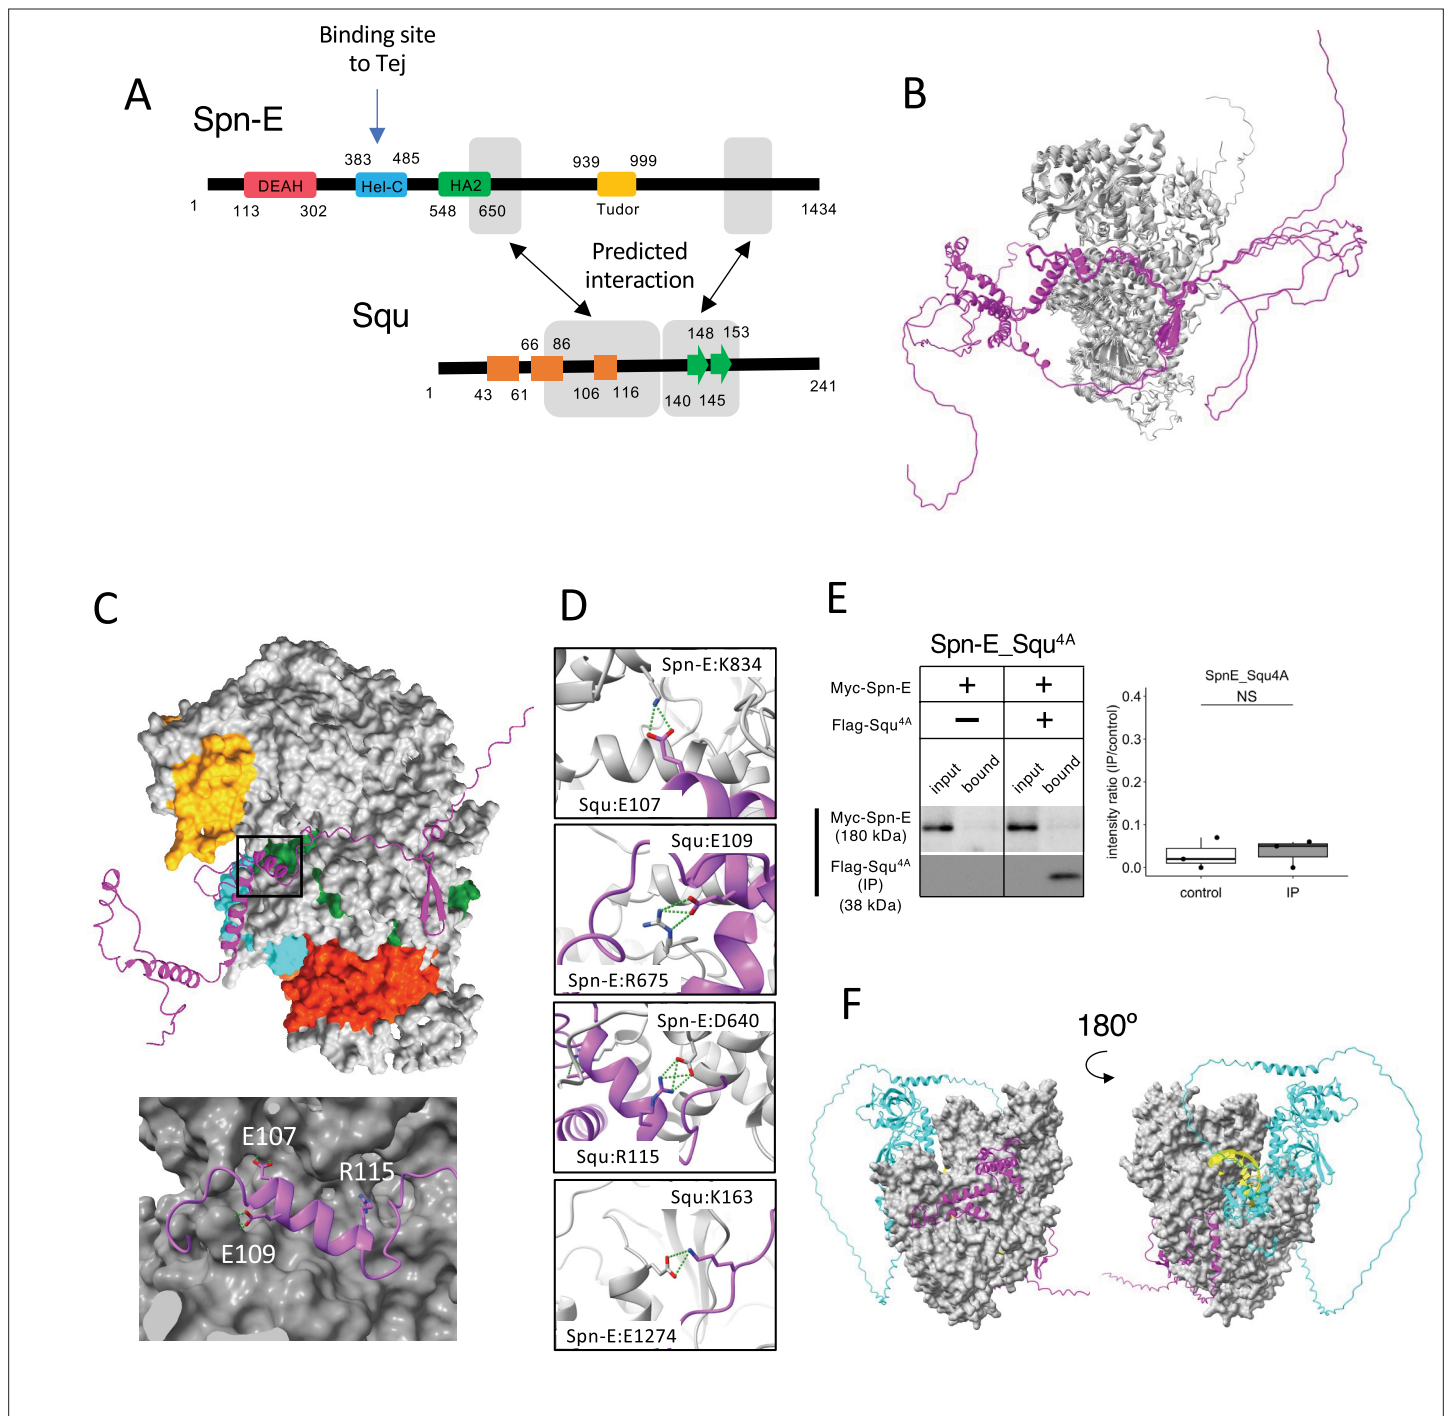 A
Binding site
to Tej
Spn-E
383 485 939 999
DEAH Hel-C HA2
1 113 302 548 650 Tudor 1434
Predicted
interaction
Squ
66 86 148 153
1 43 61 106 116 140 145 241
B
C
E107
R115
E109
D
Spn-E:K834
Squ:E107
Squ:E109
Spn-E:R675
Spn-E:D640
Squ:R115
Squ:K163
Spn-E:E1274
E
Spn-E_Squ4A
Myc-Spn-E + +
Flag-Squ4A − +
input bound input bound
Myc-Spn-E
(180 kDa)
Flag-Squ4A
(IP)
(38 kDa)
SpnE_Squ4A
NS
intensity ratio (IP/control)
0.4
0.3
0.2
0.1
0.0
control IP
F
180º